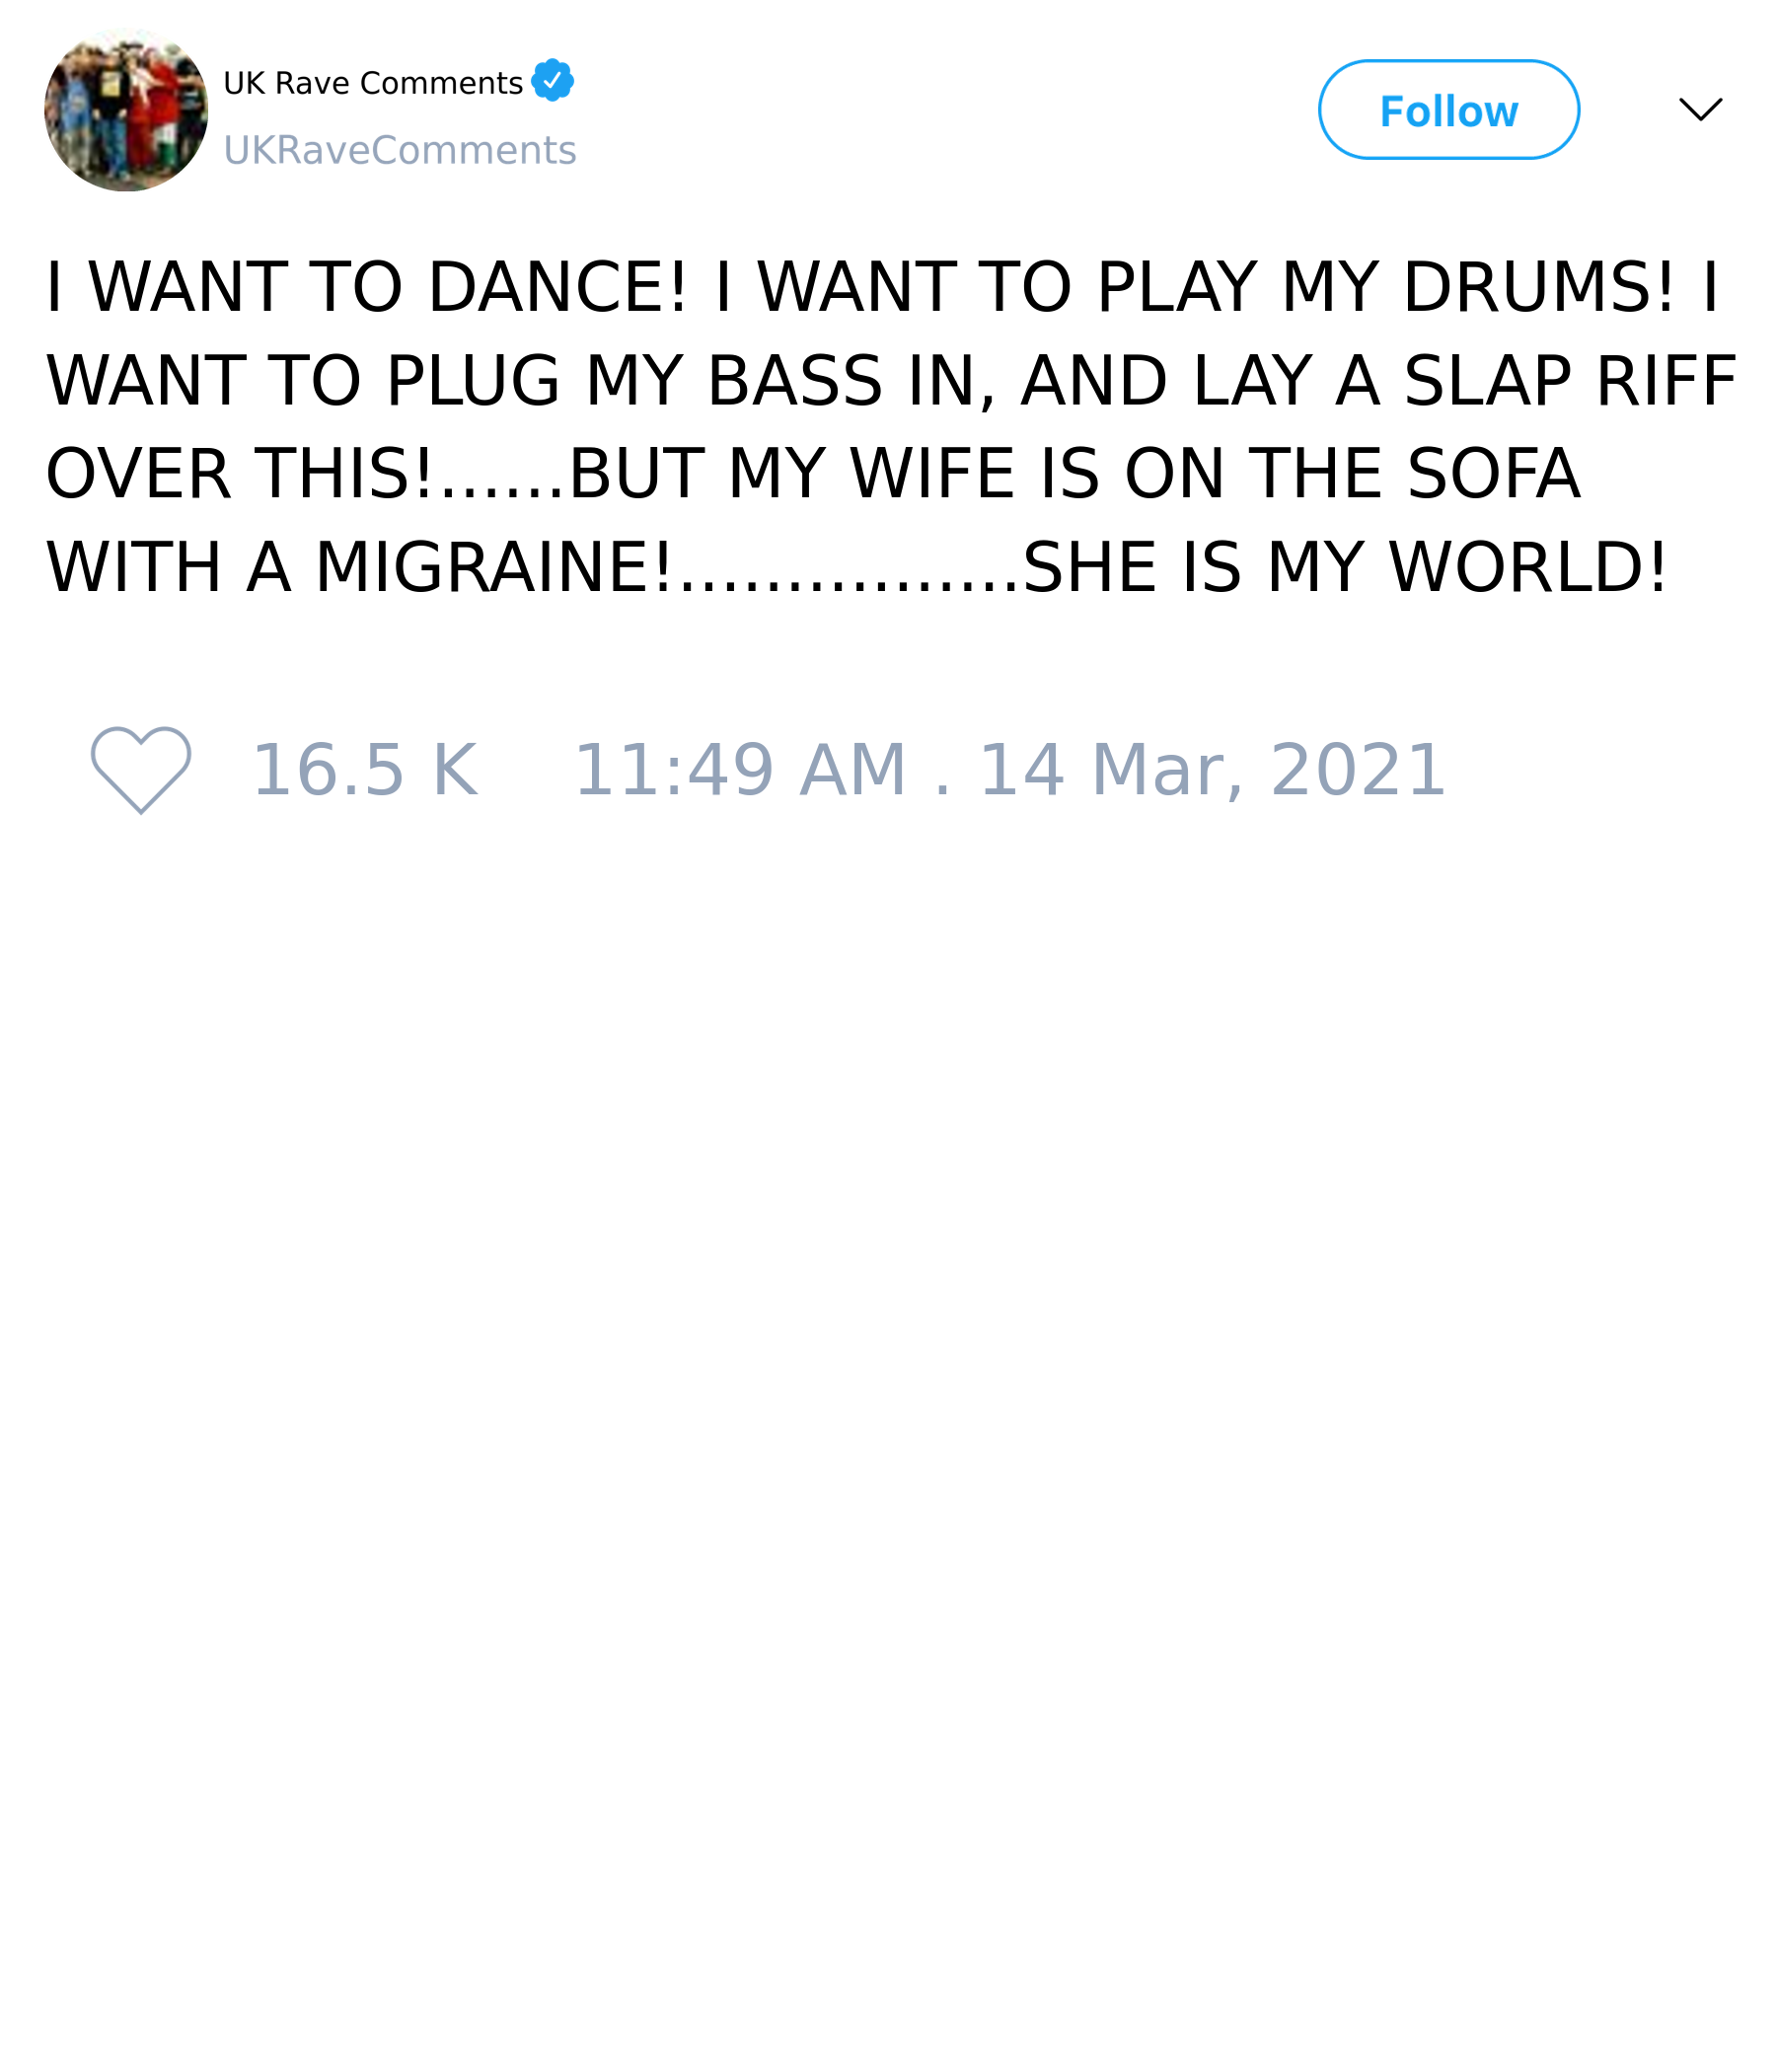 UK Rave Comments
UKRaveComments
Follow
I WANT TO DANCE! I WANT TO PLAY MY DRUMS! I
WANT TO PLUG MY BASS IN, AND LAY A SLAP RIFF
OVER THIS!......BUT MY WIFE IS ON THE SOFA
WITH A MIGRAINE!................SHE IS MY WORLD!
16.5 K 11:49 AM . 14 Mar, 2021